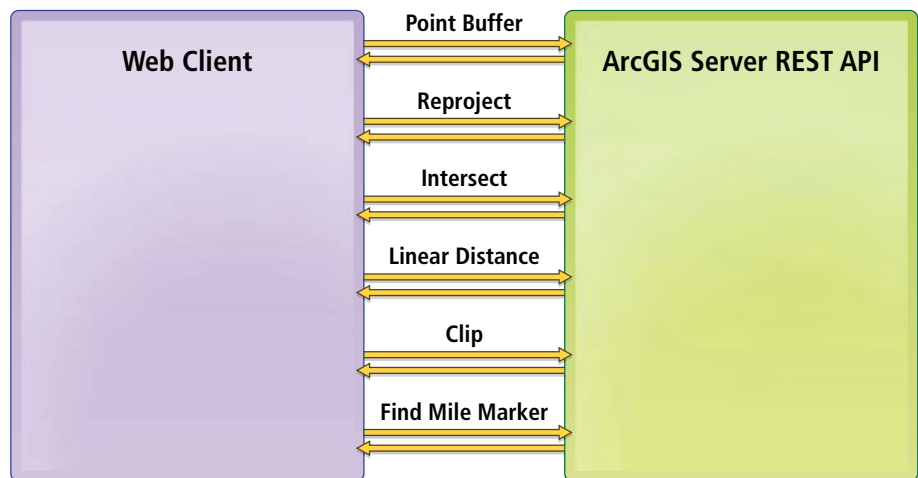 Point Buffer
Web Client
ArcGIS Server REST API
Reproject
Intersect
Linear Distance
Clip
Find Mile Marker